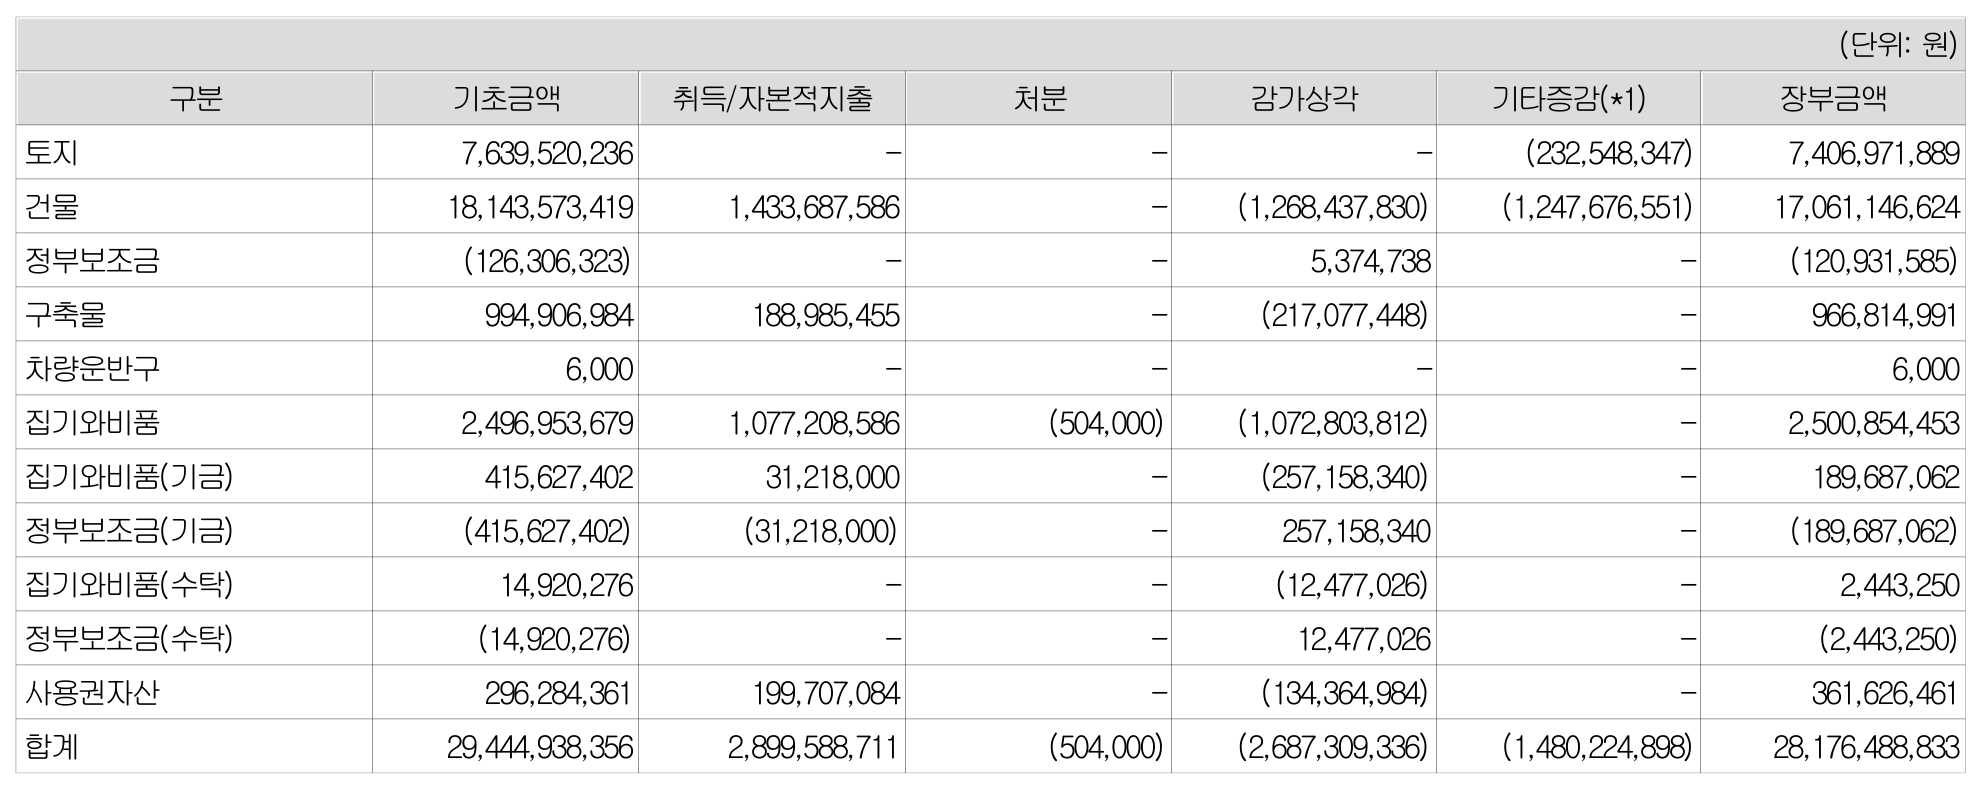 (단위: 원)
구분 기초금액 취득/자본적지출 처분 감가상각 기타증감(*1) 장부금액
토지 7,639,520,236 – – – (232,548,347) 7,406,971,889
건물 18,143,573,419 1,433,687,586 – (1,268,437,830) (1,247,676,551) 17,061,146,624
정부보조금 (126,306,323) – – 5,374,738 – (120,931,585)
구축물 994,906,984 188,985,455 – (217,077,448) – 966,814,991
차량운반구 6,000 – – – – 6,000
집기와비품 2,496,953,679 1,077,208,586 (504,000) (1,072,803,812) – 2,500,854,453
집기와비품(기금) 415,627,402 31,218,000 – (257,158,340) – 189,687,062
정부보조금(기금) (415,627,402) (31,218,000) – 257,158,340 – (189,687,062)
집기와비품(수탁) 14,920,276 – – (12,477,026) – 2,443,250
정부보조금(수탁) (14,920,276) – – 12,477,026 – (2,443,250)
사용권자산 296,284,361 199,707,084 – (134,364,984) – 361,626,461
합계 29,444,938,356 2,899,588,711 (504,000) (2,687,309,336) (1,480,224,898) 28,176,488,833